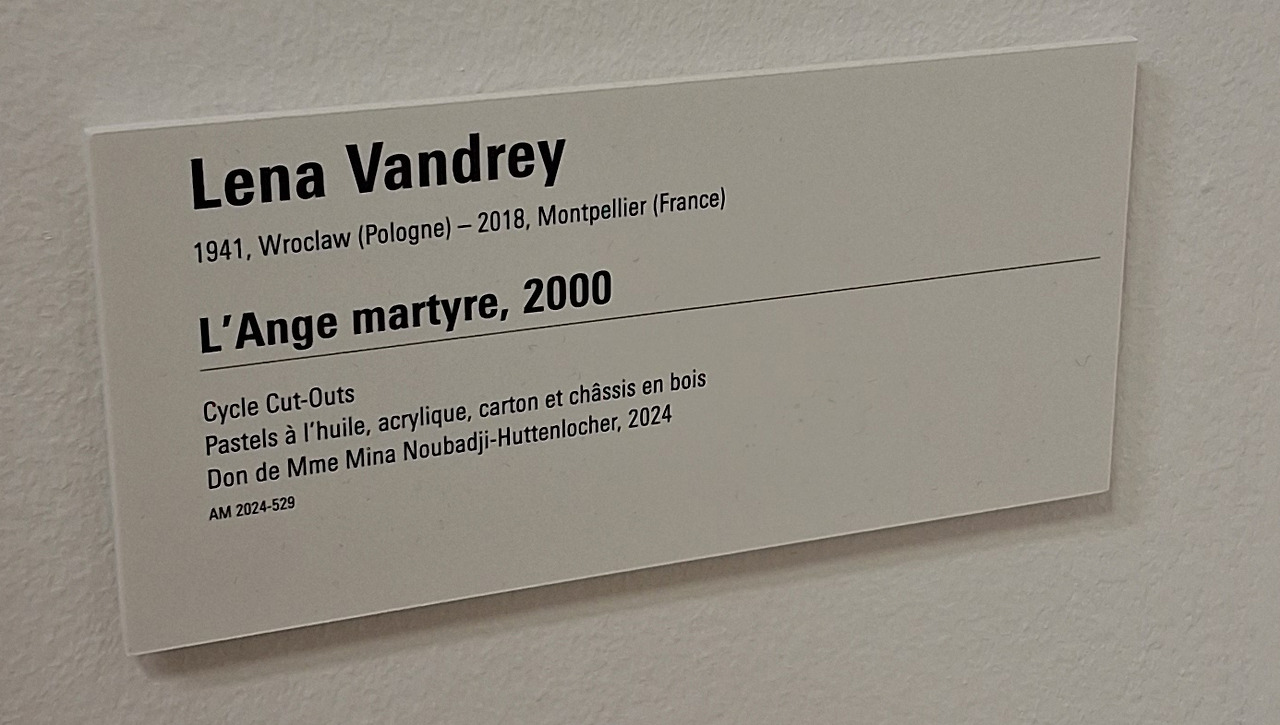 Lena Vandrey
1941, Wroclaw (Pologne) – 2018, Montpellier (France)
L’Ange martyre, 2000
Cycle Cut-Outs
Pastels à l’huile, acrylique, carton et châssis en bois
Don de Mme Mina Noubadji-Huttenlocher, 2024
AM 2024-529